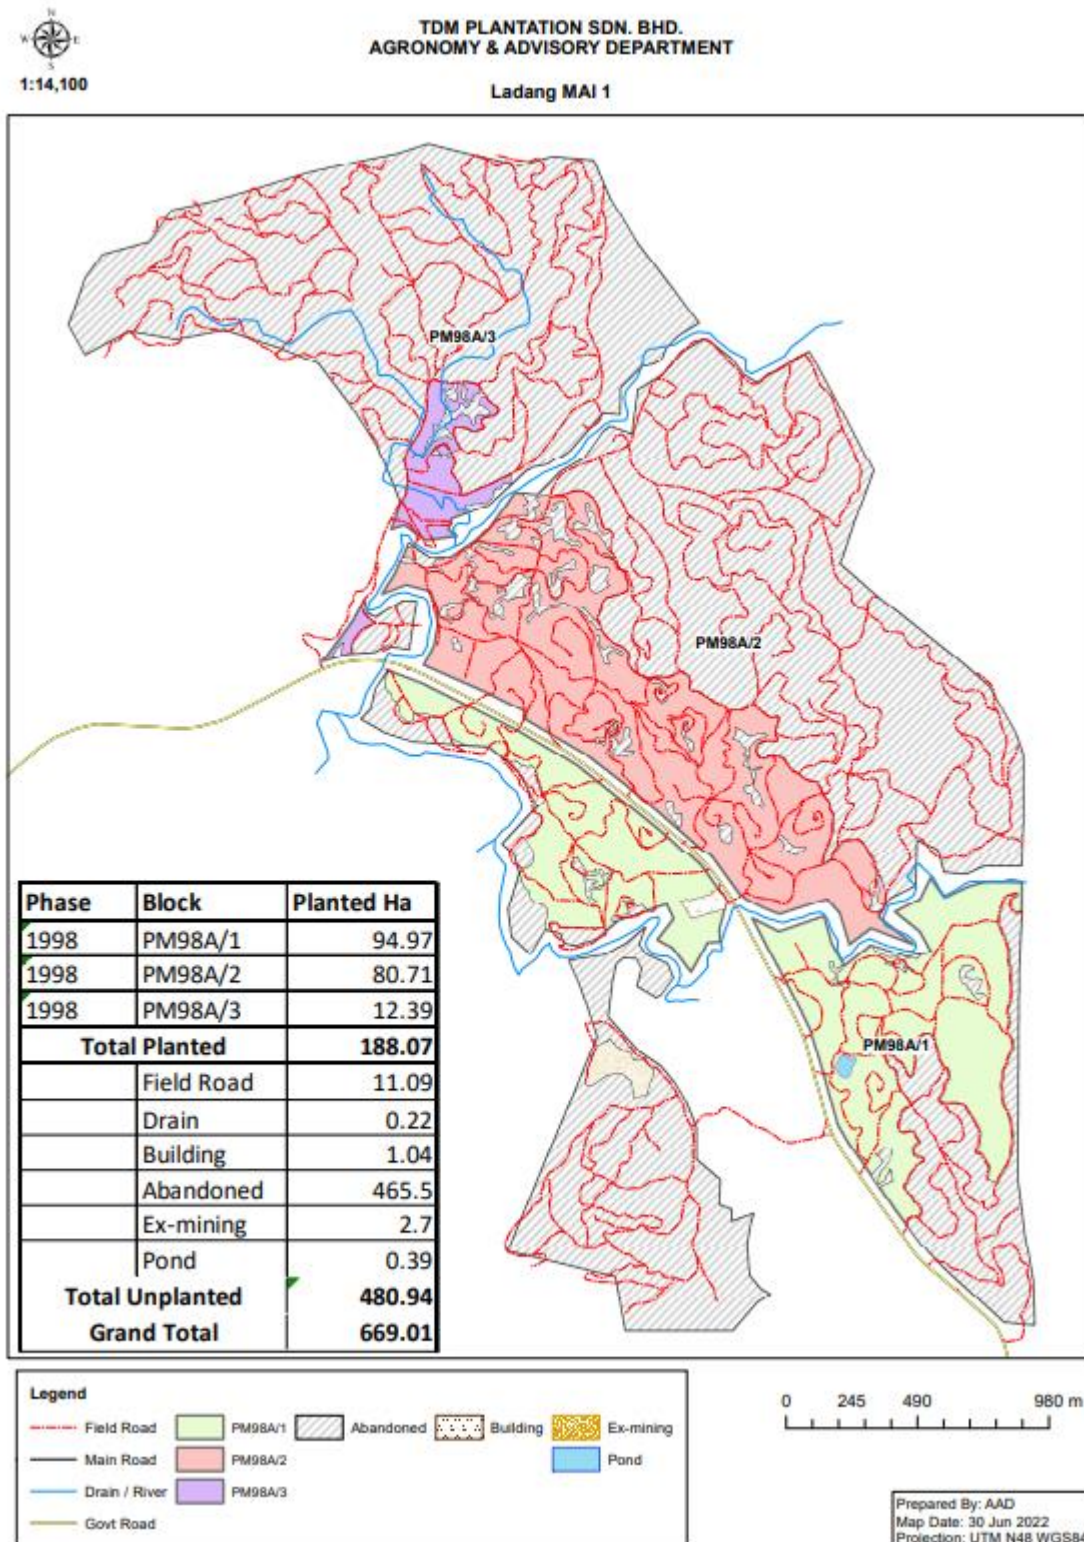 N
W E
S
1:14,100
TDM PLANTATION SDN. BHD.
AGRONOMY & ADVISORY DEPARTMENT
Ladang MAI 1
PM98A/3
PM98A/2
PM98A/1
Phase Block Planted Ha
1998 PM98A/1 94.97
1998 PM98A/2 80.71
1998 PM98A/3 12.39
Total Planted 188.07
Field Road 11.09
Drain 0.22
Building 1.04
Abandoned 465.5
Ex-mining 2.7
Pond 0.39
Total Unplanted 480.94
Grand Total 669.01
Legend
Field Road PM98A/1 Abandoned Building Ex-mining
Main Road PM98A/2 Pond
Drain / River PM98A/3
Govt Road
0 245 490 980 m
Prepared By: AAD
Map Date: 30 Jun 2022
Projection: UTM N48 WGS84